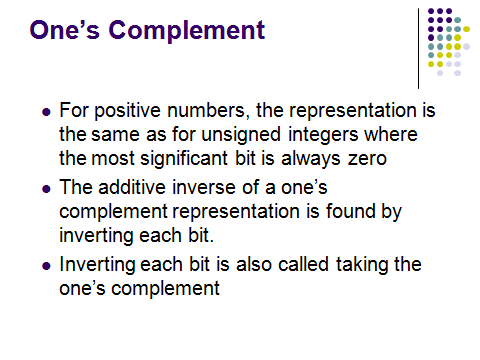 One’s Complement
● For positive numbers, the representation is
the same as for unsigned integers where
the most significant bit is always zero
● The additive inverse of a one’s
complement representation is found by
inverting each bit.
● Inverting each bit is also called taking the
one’s complement